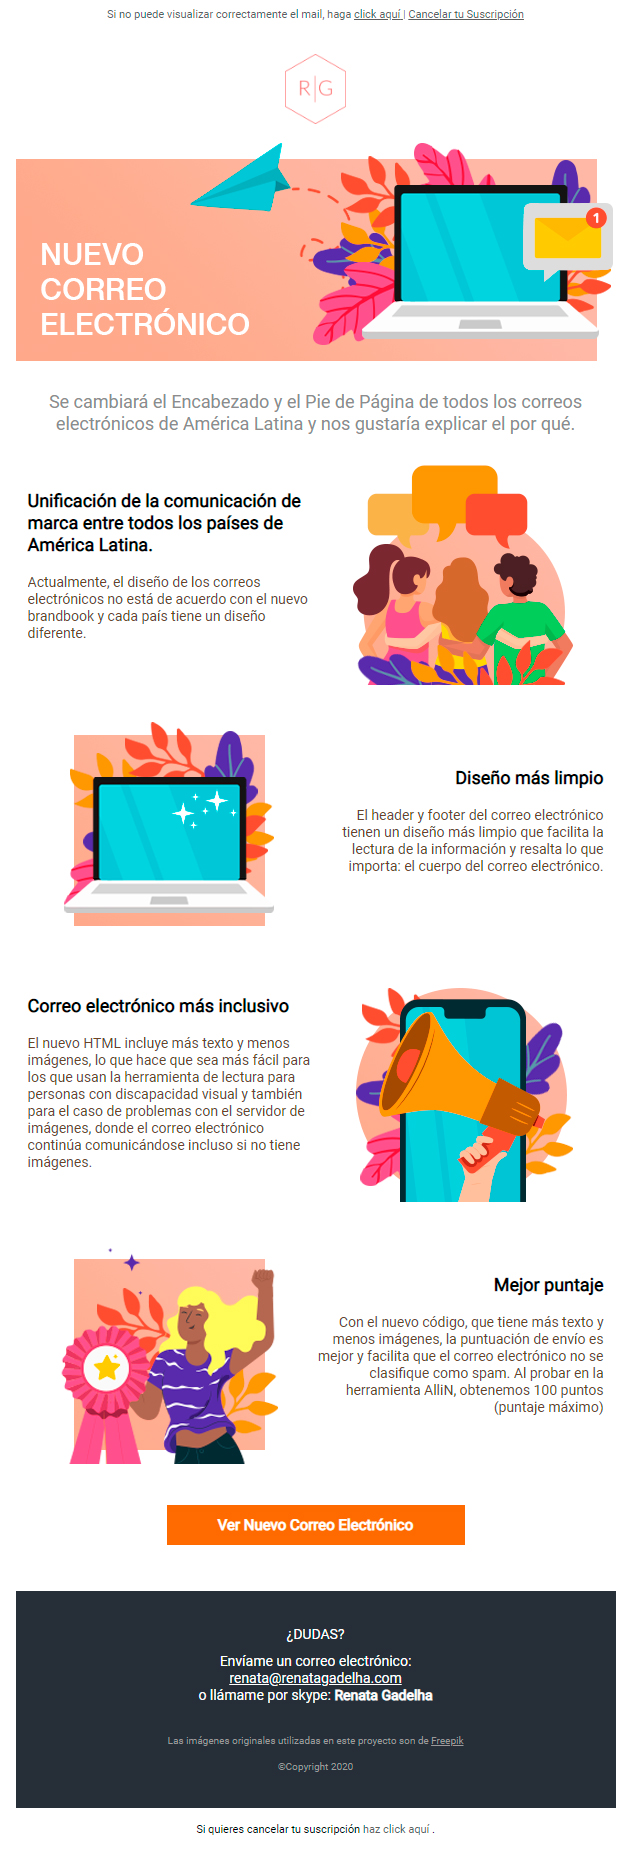 Si no puede visualizar correctamente el mail, haga click aquí | Cancelar tu Suscripción
R|G
1
NUEVO
CORREO
ELECTRÓNICO
Se cambiará el Encabezado y el Pie de Página de todos los correos
electrónicos de América Latina y nos gustaría explicar el por qué.
Unificación de la comunicación de
marca entre todos los países de
América Latina.
Actualmente, el diseño de los correos
electrónicos no está de acuerdo con el nuevo
brandbook y cada país tiene un diseño
diferente.
Diseño más limpio
El header y footer del correo electrónico
tienen un diseño más limpio que facilita la
lectura de la información y resalta lo que
importa: el cuerpo del correo electrónico.
Correo electrónico más inclusivo
El nuevo HTML incluye más texto y menos
imágenes, lo que hace que sea más fácil para
los que usan la herramienta de lectura para
personas con discapacidad visual y también
para el caso de problemas con el servidor de
imágenes, donde el correo electrónico
continúa comunicándose incluso si no tiene
imágenes.
Mejor puntaje
Con el nuevo código, que tiene más texto y
menos imágenes, la puntuación de envío es
mejor y facilita que el correo electrónico no se
clasifique como spam. Al probar en la
herramienta AlliN, obtenemos 100 puntos
(puntaje máximo)
Ver Nuevo Correo Electrónico
¿DUDAS?
Envíame un correo electrónico:
renata@renatagadelha.com
o llámame por skype: Renata Gadelha
Las imágenes originales utilizadas en este proyecto son de Freepik
©Copyright 2020
Si quieres cancelar tu suscripción haz click aquí .